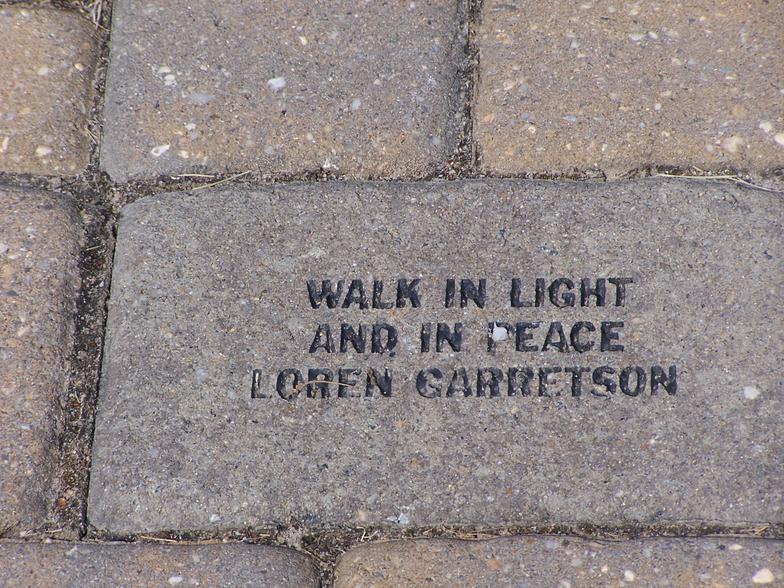 WALK IN LIGHT
AND IN PEACE
LOREN GARRETSON